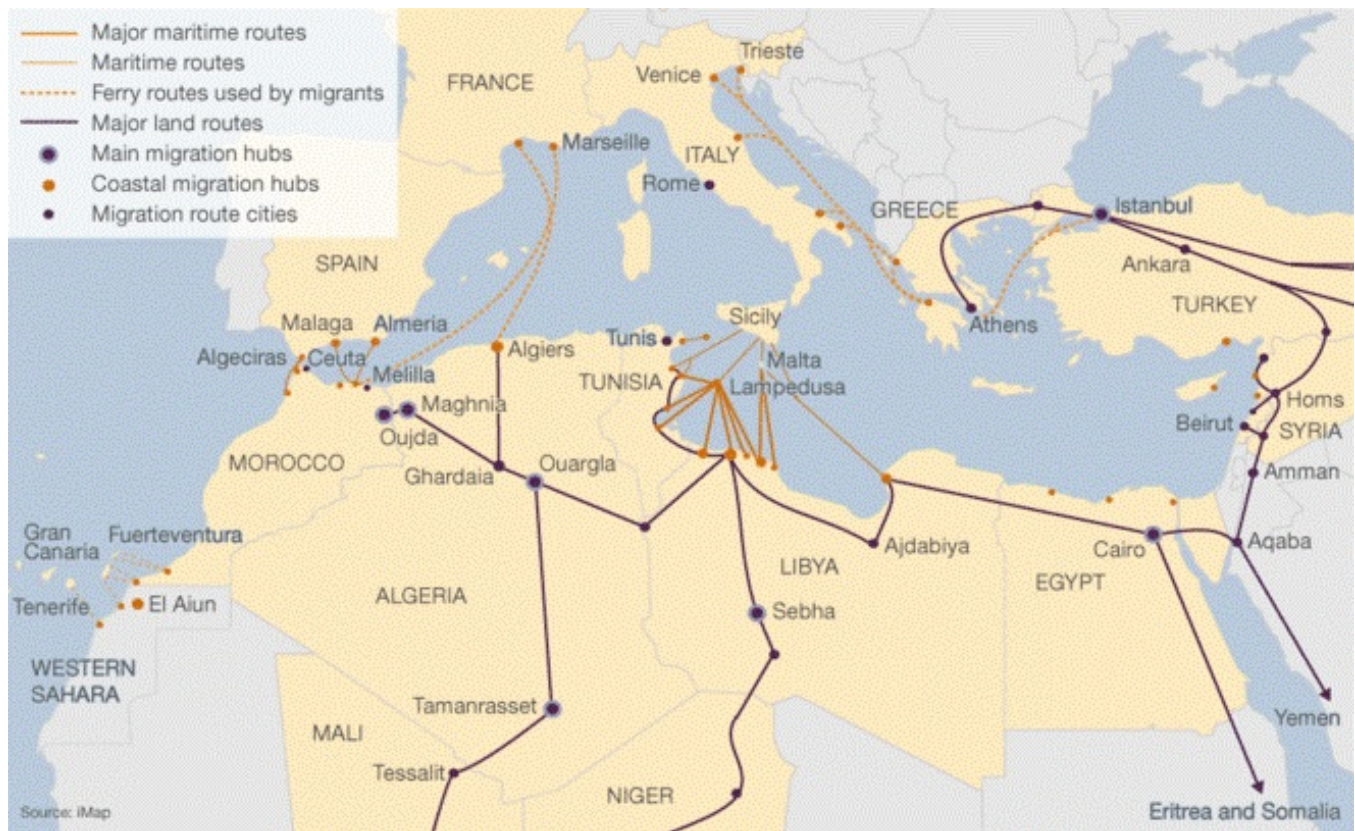 Major maritime routes
Maritime routes
Ferry routes used by migrants
Major land routes
Main migration hubs
Coastal migration hubs
Migration route cities
Trieste
Venice
FRANCE
Marseille
ITALY
Rome
GREECE
Istanbul
SPAIN
Ankara
TURKEY
Malaga
Almeria
Sicily
Athens
Algeciras
Ceuta
Algiers
Tunis
Malta
Melilla
TUNISIA
Lampedusa
Maghnia
Homs
Oujda
Beirut
SYRIA
MOROCCO
Ghardaia
Ouargla
Amman
Gran
Canaria
Fuerteventura
Ajdabiya
Cairo
Aqaba
LIBYA
EGYPT
ALGERIA
Tenerife
El Aiun
Sebha
WESTERN
SAHARA
Tamanrasset
Yemen
MALI
Tessalit
NIGER
Source: iMap
Eritrea and Somalia